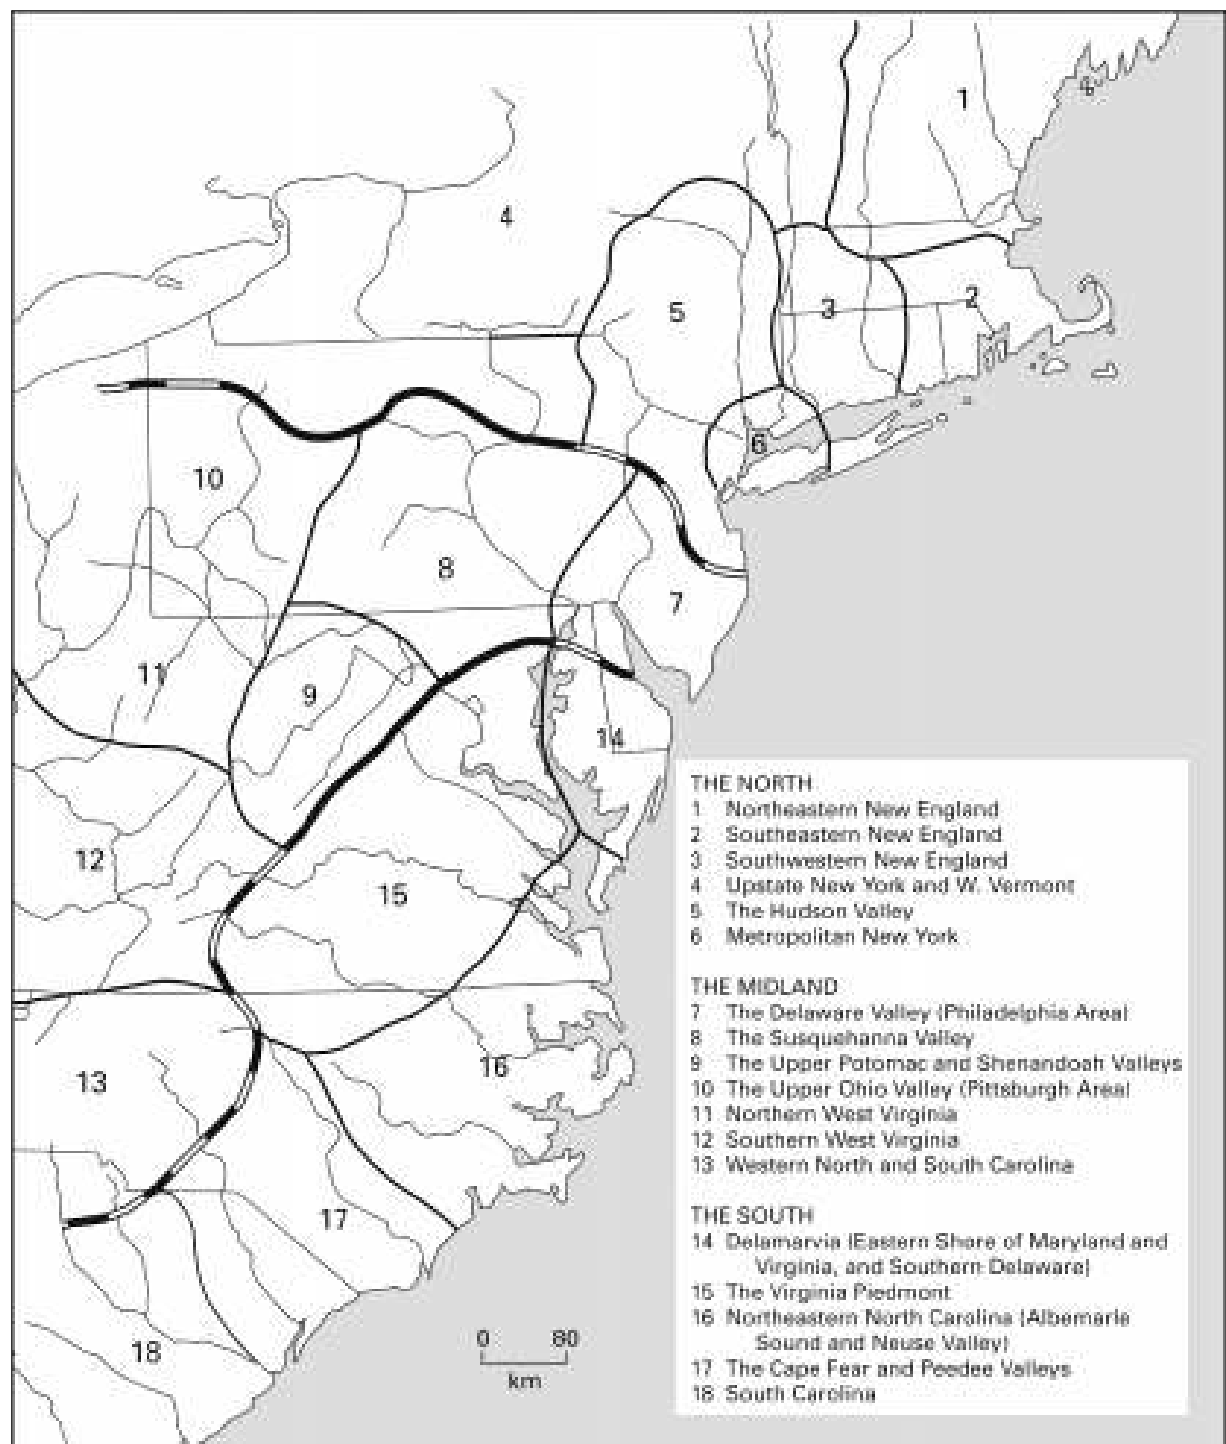 1
4
2
5
3
6
10
8
7
11
9
14
12
15
13
16
17
18
0 80
km
THE NORTH
1 Northeastern New England
2 Southeastern New England
3 Southwestern New England
4 Upstate New York and W. Vermont
5 The Hudson Valley
6 Metropolitan New York
THE MIDLAND
7 The Delaware Valley (Philadelphia Area)
8 The Susquehanna Valley
9 The Upper Potomac and Shenandoah Valleys
10 The Upper Ohio Valley (Pittsburgh Area)
11 Northern West Virginia
12 Southern West Virginia
13 Western North and South Carolina
THE SOUTH
14 Delamarvia (Eastern Shore of Maryland and
Virginia, and Southern Delaware)
15 The Virginia Piedmont
16 Northeastern North Carolina (Albemarle
Sound and Neuse Valley)
17 The Cape Fear and Peedee Valleys
18 South Carolina